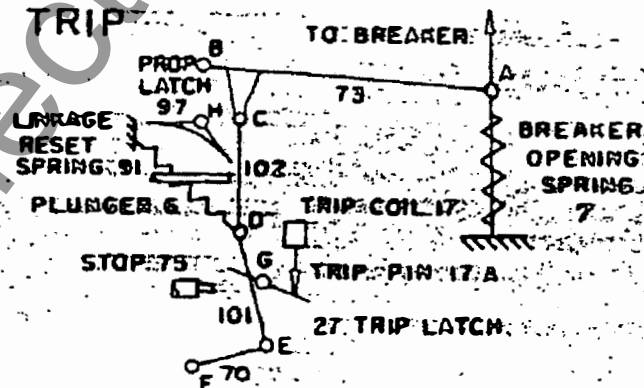 TRIP
B
TO BREAKER
PROP
LATCH
97
A
73
H
C
LINKAGE
RESET
SPRING 91
102
BREAKER
OPENING
SPRING
7
PLUNGER 6
D
TRIP COIL 17
STOP 75
G
TRIP PIN 17 A
101
27 TRIP LATCH
E
F
70